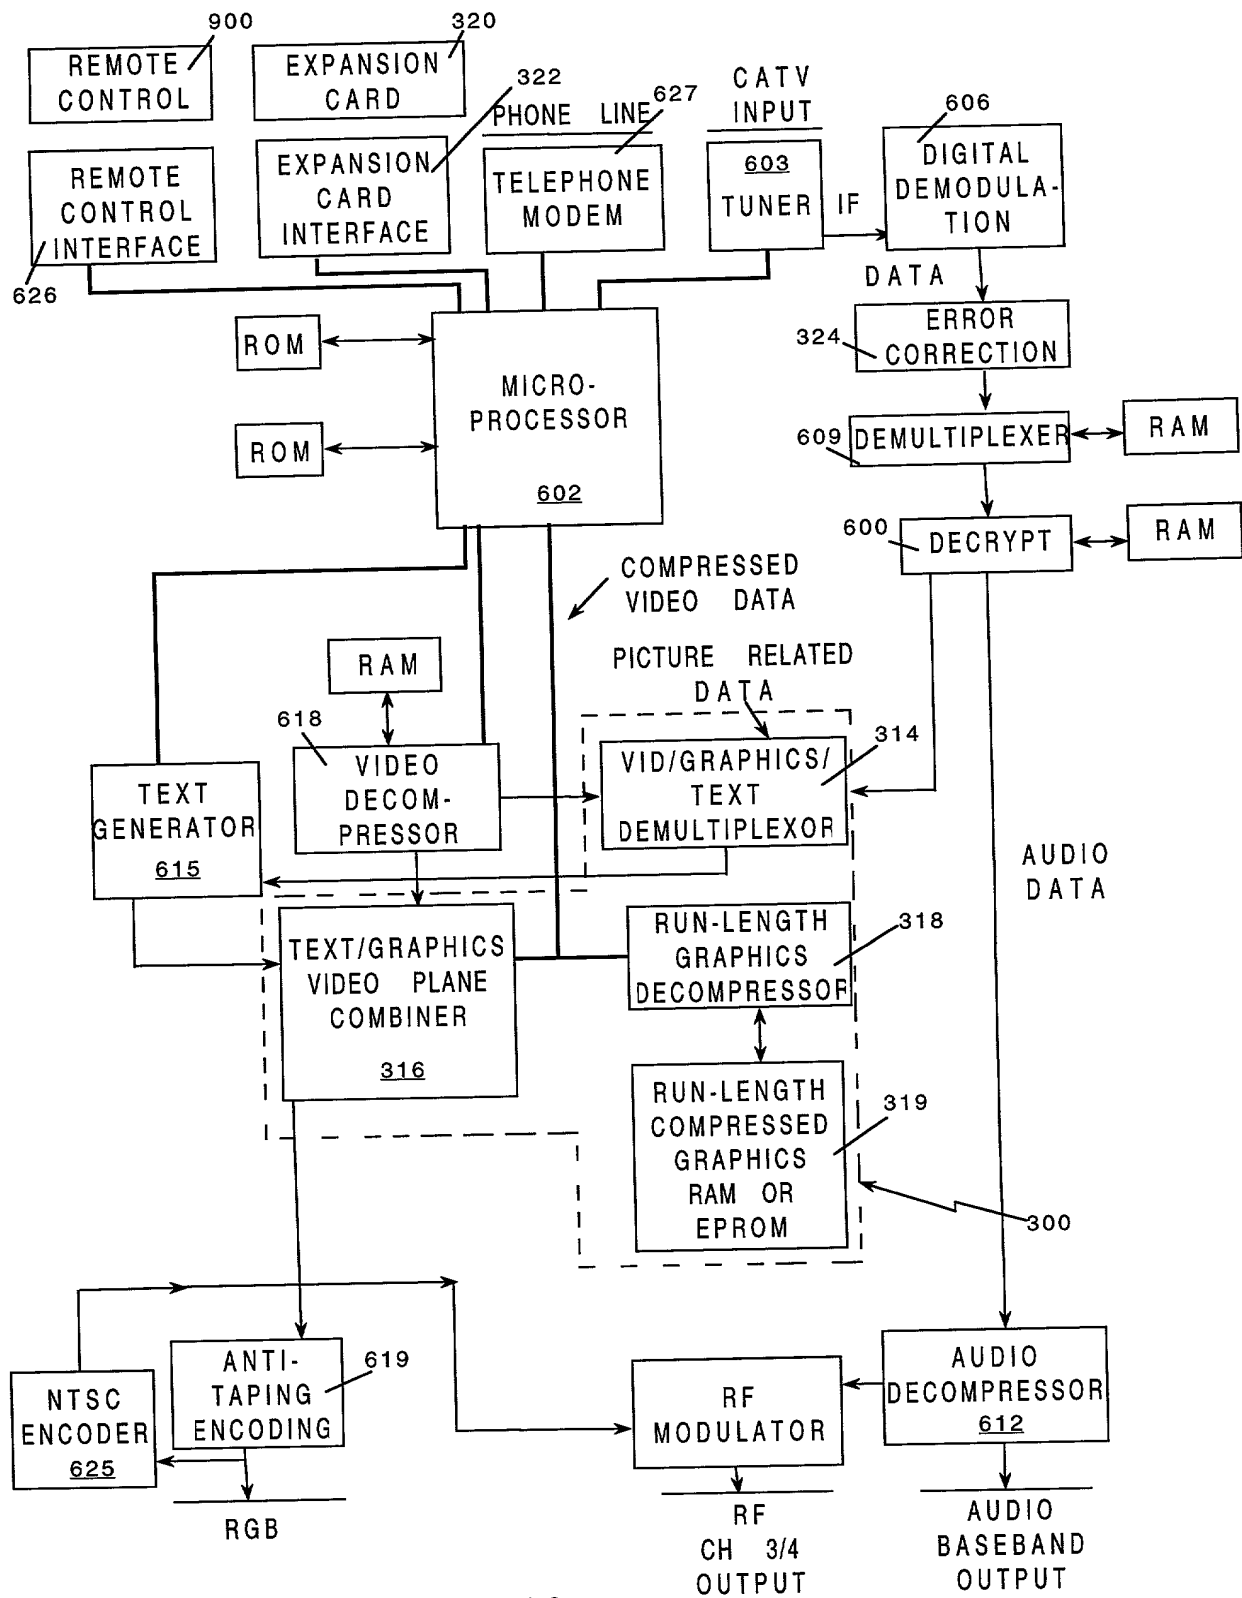 900
REMOTE
CONTROL
320
EXPANSION
CARD
322
PHONE LINE
627
CATV
INPUT
606
REMOTE
CONTROL
INTERFACE
626
EXPANSION
CARD
INTERFACE
TELEPHONE
MODEM
603
TUNER
IF
DIGITAL
DEMODULA-
TION
DATA
ROM
ROM
MICRO-
PROCESSOR
602
324
ERROR
CORRECTION
609
DEMULTIPLEXER
RAM
600
DECRYPT
RAM
COMPRESSED
VIDEO DATA
PICTURE RELATED
DATA
RAM
618
VIDEO
DECOM-
PRESSOR
314
VID/GRAPHICS/
TEXT
DEMULTIPLEXOR
TEXT
GENERATOR
615
AUDIO
DATA
TEXT/GRAPHICS
VIDEO PLANE
COMBINER
316
RUN-LENGTH
GRAPHICS
DECOMPRESSOR
318
RUN-LENGTH
COMPRESSED
GRAPHICS
RAM OR
EPROM
319
300
NTSC
ENCODER
625
ANTI-
TAPING
ENCODING
619
RGB
RF
MODULATOR
RF
CH 3/4
OUTPUT
AUDIO
DECOMPRESSOR
612
AUDIO
BASEBAND
OUTPUT